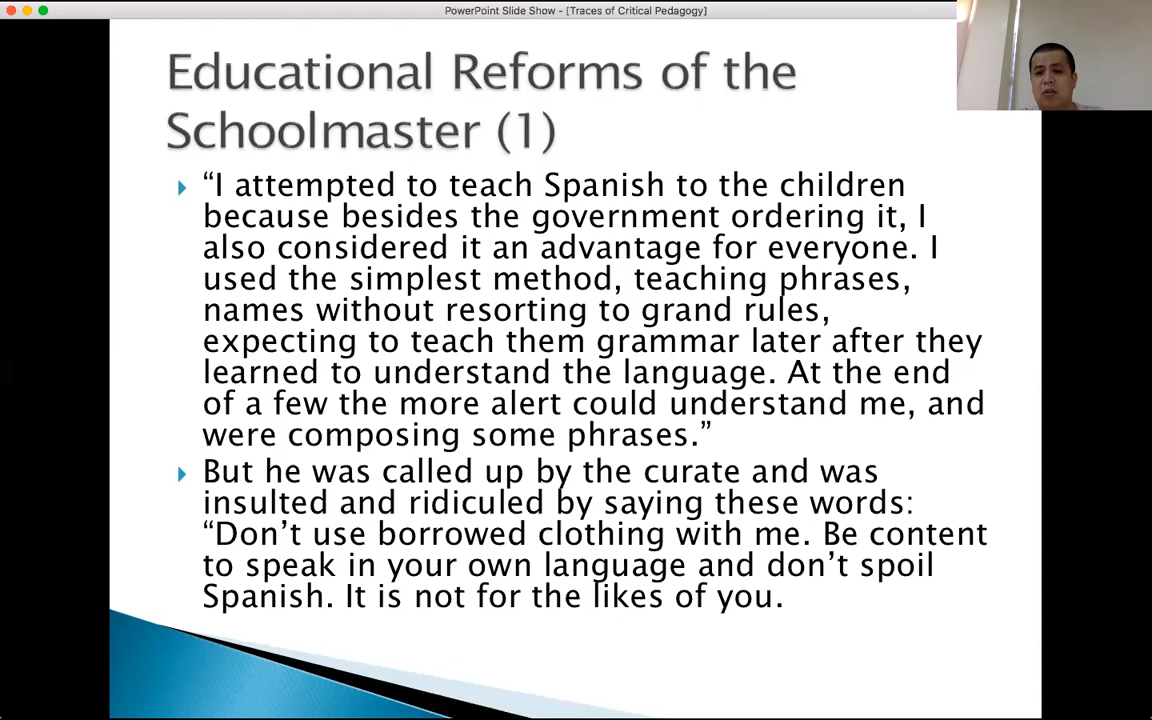 PowerPoint Slide Show - [Traces of Critical Pedagogy]
Educational Reforms of the
Schoolmaster (1)
“I attempted to teach Spanish to the children
because besides the government ordering it, I
also considered it an advantage for everyone. I
used the simplest method, teaching phrases,
names without resorting to grand rules,
expecting to teach them grammar later after they
learned to understand the language. At the end
of a few the more alert could understand me, and
were composing some phrases.”
But he was called up by the curate and was
insulted and ridiculed by saying these words:
“Don’t use borrowed clothing with me. Be content
to speak in your own language and don’t spoil
Spanish. It is not for the likes of you.